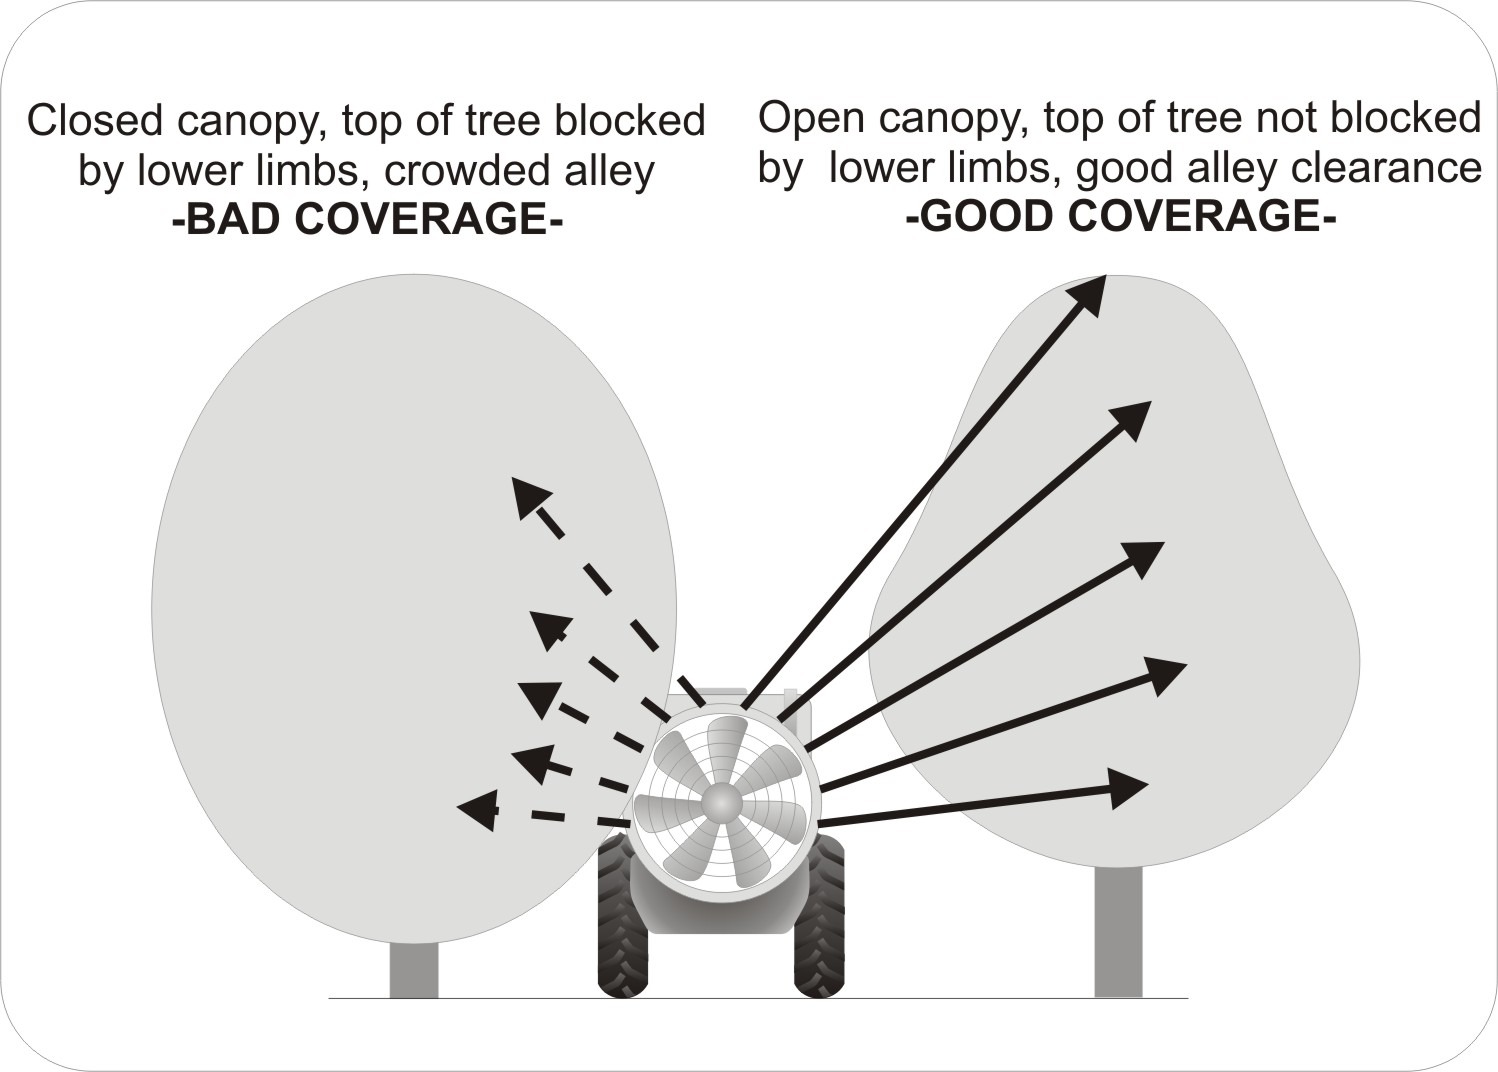 Closed canopy, top of tree blocked
by lower limbs, crowded alley
-BAD COVERAGE-
Open canopy, top of tree not blocked
by  lower limbs, good alley clearance
-GOOD COVERAGE-